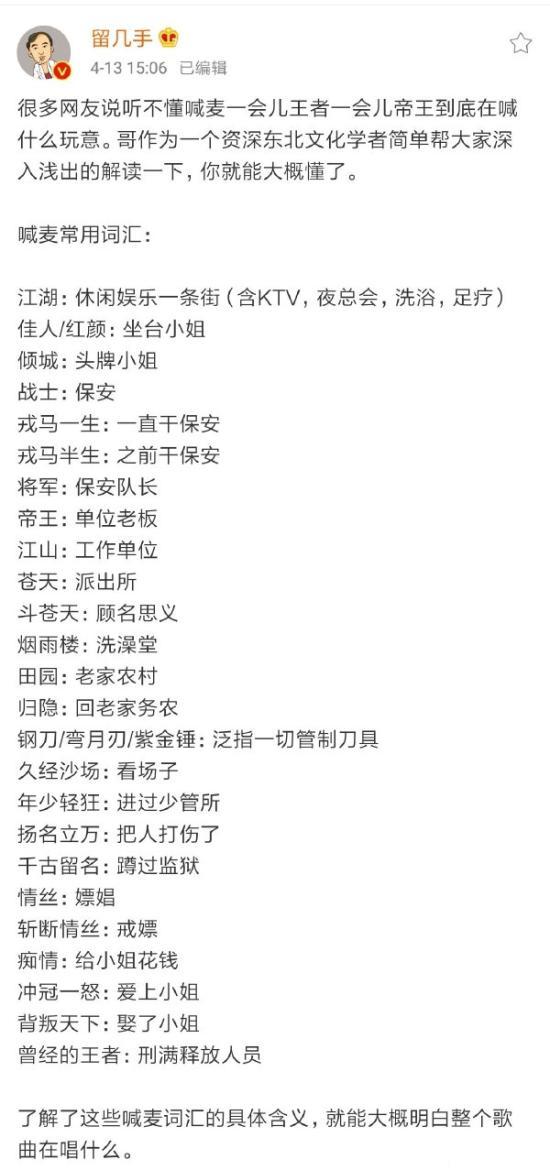 留几手
4-13 15:06 已编辑
很多网友说听不懂喊麦一会儿王者一会儿帝王到底在喊
什么玩意。哥作为一个资深东北文化学者简单帮大家深
入浅出的解读一下，你就能大概懂了。
喊麦常用词汇：
江湖：休闲娱乐一条街（含KTV，夜总会，洗浴，足疗）
佳人/红颜：坐台小姐
倾城：头牌小姐
战士：保安
戎马一生：一直干保安
戎马半生：之前干保安
将军：保安队长
帝王：单位老板
江山：工作单位
苍天：派出所
斗苍天：顾名思义
烟雨楼：洗澡堂
田园：老家农村
归隐：回老家务农
钢刀/弯月刃/紫金锤：泛指一切管制刀具
久经沙场：看场子
年少轻狂：进过少管所
扬名立万：把人打伤了
千古留名：蹲过监狱
情丝：嫖娼
斩断情丝：戒嫖
痴情：给小姐花钱
冲冠一怒：爱上小姐
背叛天下：娶了小姐
曾经的王者：刑满释放人员
了解了这些喊麦词汇的具体含义，就能大概明白整个歌
曲在唱什么。